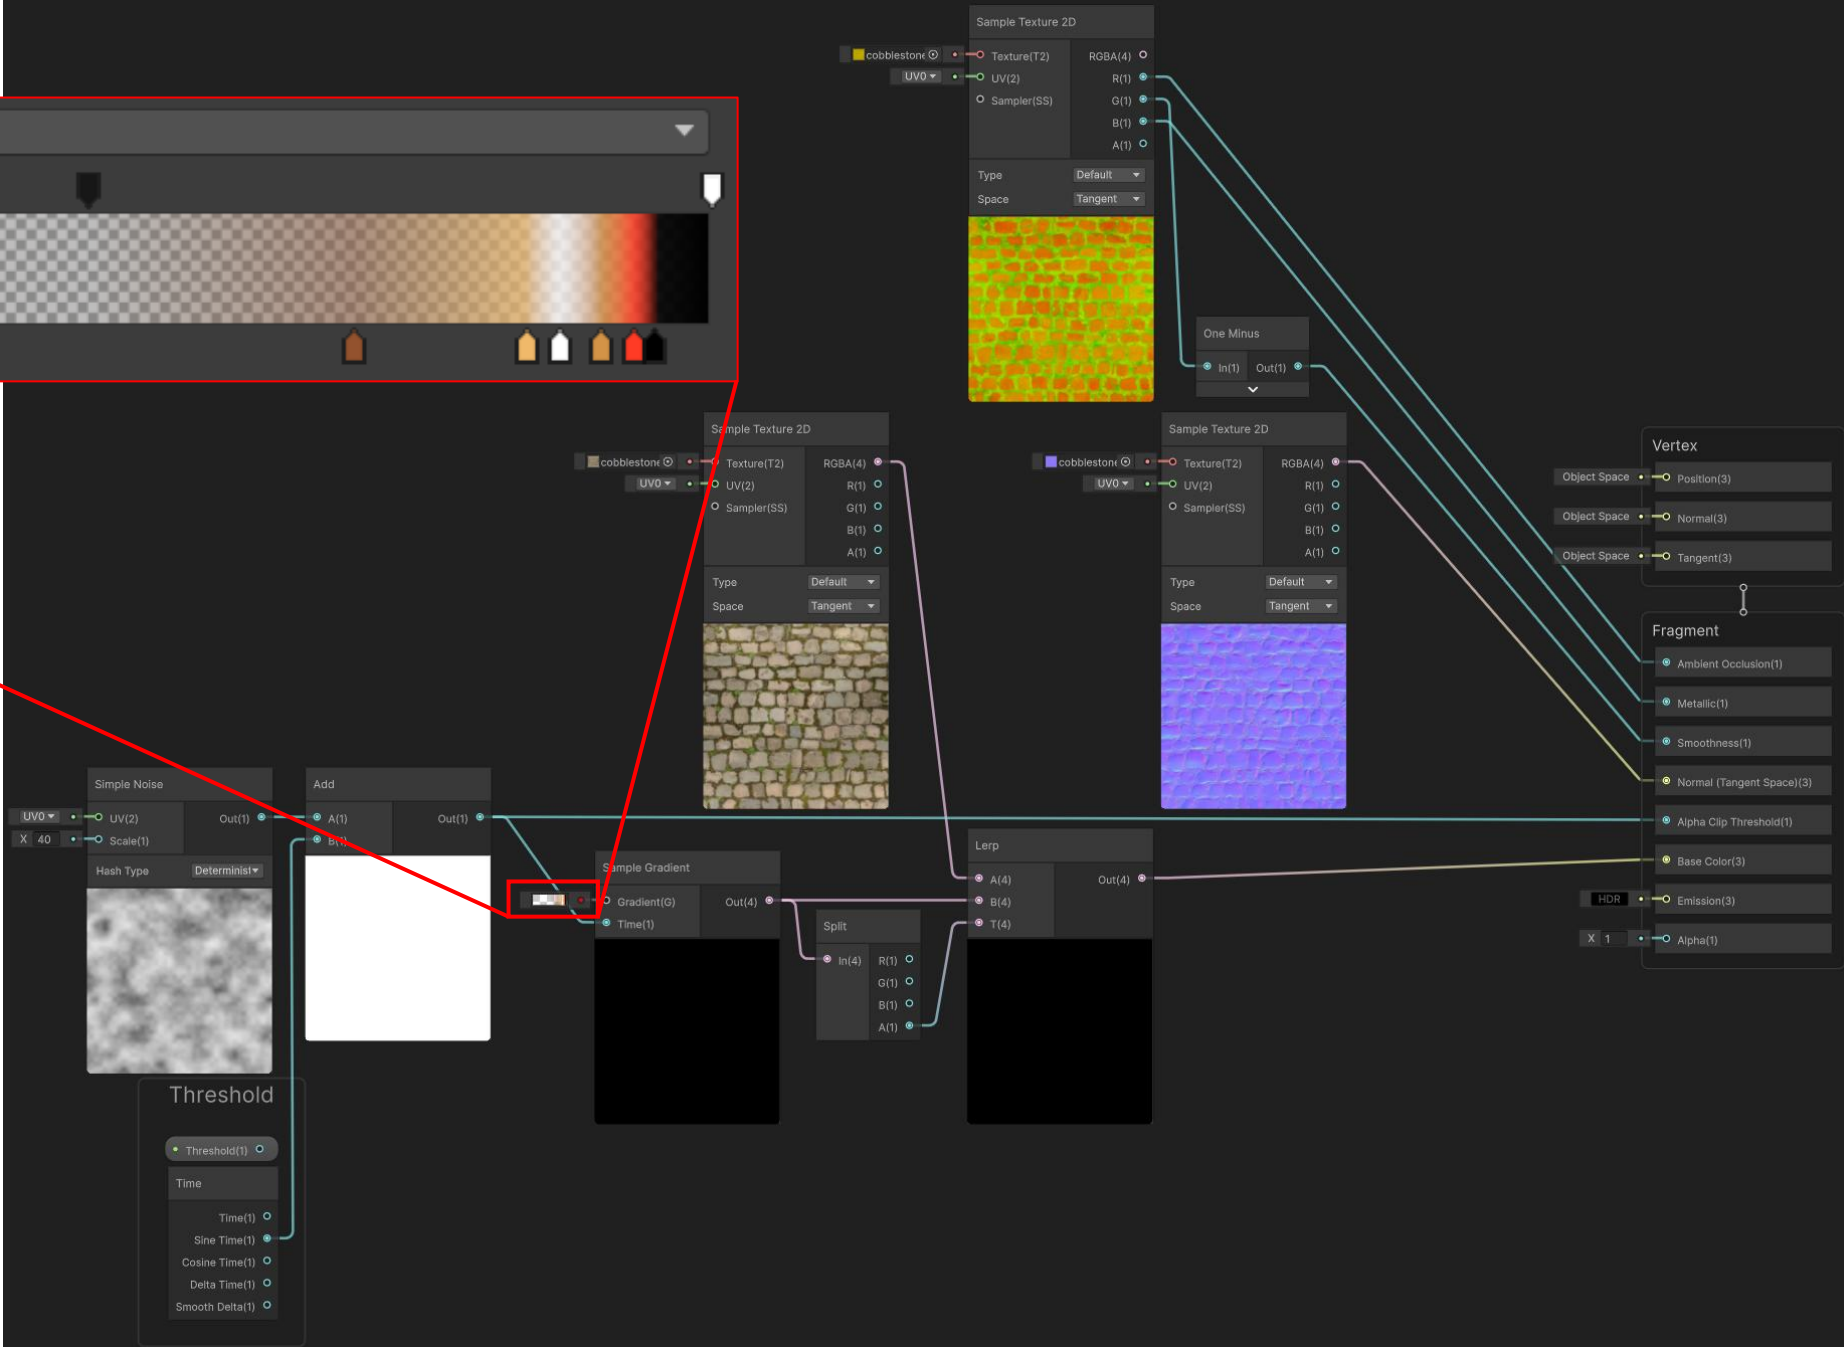 Sample Texture 2D
cobblestone
Texture(T2)
RGBA(4)
UV0
UV(2)
R(1)
Sampler(SS)
G(1)
B(1)
A(1)
Type
Default
Space
Tangent
One Minus
In(1)
Out(1)
Sample Texture 2D
cobblestone
Texture(T2)
RGBA(4)
UV0
UV(2)
R(1)
Sampler(SS)
G(1)
B(1)
A(1)
Type
Default
Space
Tangent
Sample Texture 2D
cobblestone
Texture(T2)
RGBA(4)
UV0
UV(2)
R(1)
Sampler(SS)
G(1)
B(1)
A(1)
Type
Default
Space
Tangent
Vertex
Object Space
Position(3)
Object Space
Normal(3)
Object Space
Tangent(3)
Fragment
Ambient Occlusion(1)
Metallic(1)
Smoothness(1)
Normal (Tangent Space)(3)
Alpha Clip Threshold(1)
Base Color(3)
HDR
Emission(3)
X 1
Alpha(1)
Simple Noise
UV0
UV(2)
Out(1)
X 40
Scale(1)
Hash Type
Determinist
Add
A(1)
Out(1)
B(1)
Sample Gradient
Gradient(G)
Out(4)
Time(1)
Split
In(4)
R(1)
G(1)
B(1)
A(1)
Lerp
A(4)
Out(4)
B(4)
T(4)
Threshold
Threshold(1)
Time
Time(1)
Sine Time(1)
Cosine Time(1)
Delta Time(1)
Smooth Delta(1)